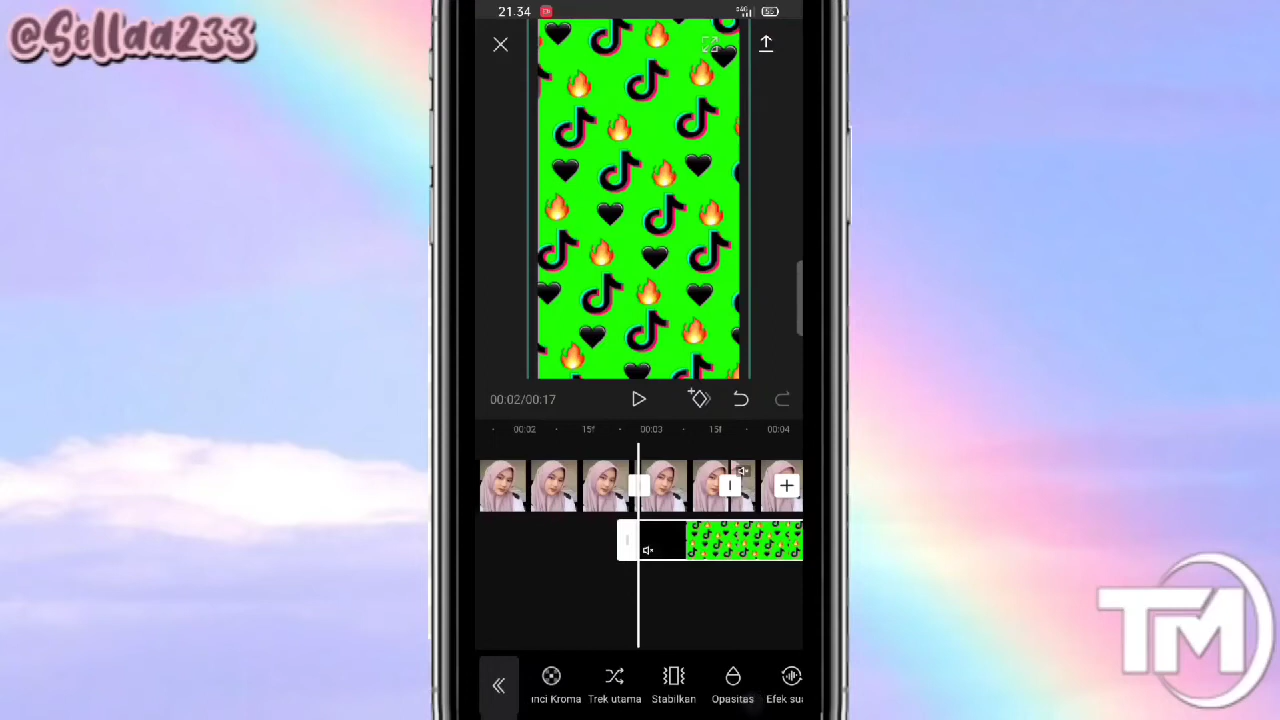 @Sellaa233
21.34
00:02/00:17
00:02
15f
00:03
15f
00:04
nci Kroma
Trek utama
Stabilkan
Opasitas
Efek su
TM